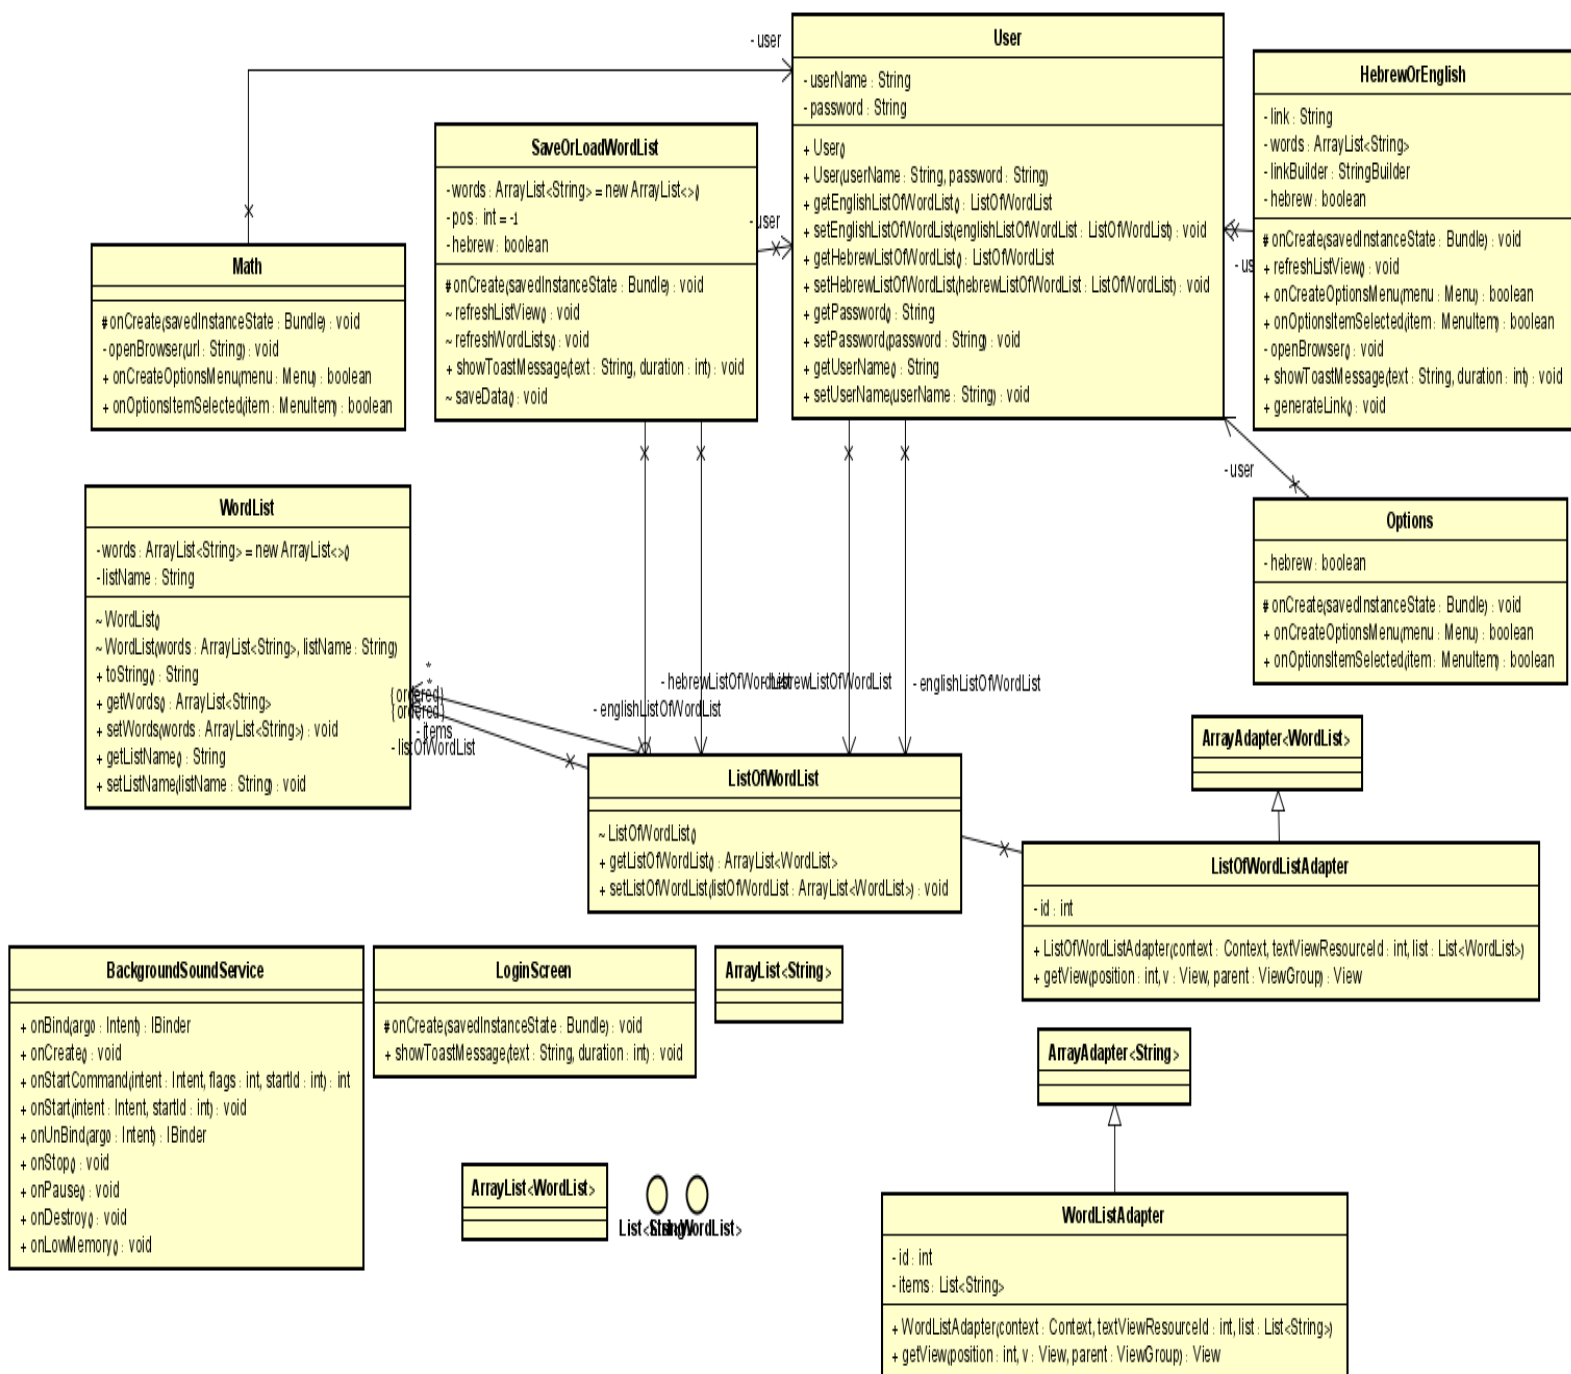 - user
User
- userName : String
- password : String
+ User()
+ User(userName : String, password : String)
+ getEnglishListOfWordList() : ListOfWordList
+ setEnglishListOfWordList(englishListOfWordList : ListOfWordList) : void
+ getHebrewListOfWordList() : ListOfWordList
+ setHebrewListOfWordList(hebrewListOfWordList : ListOfWordList) : void
+ getPassword() : String
+ setPassword(password : String) : void
+ getUserName() : String
+ setUserName(userName : String) : void
HebrewOrEnglish
- link : String
- words : ArrayList<String>
- linkBuilder : StringBuilder
- hebrew : boolean
# onCreate(savedInstanceState : Bundle) : void
+ refreshListView() : void
+ onCreateOptionsMenu(menu : Menu) : boolean
+ onOptionsItemSelected(item : MenuItem) : boolean
- openBrowser() : void
+ showToastMessage(text : String, duration : int) : void
+ generateLink() : void
- us
SaveOrLoadWordList
- words : ArrayList<String> = new ArrayList<>()
- pos : int = -1
- hebrew : boolean
# onCreate(savedInstanceState : Bundle) : void
~ refreshListView() : void
~ refreshWordLists() : void
+ showToastMessage(text : String, duration : int) : void
~ saveData() : void
- user
Math
# onCreate(savedInstanceState : Bundle) : void
- openBrowser(url : String) : void
+ onCreateOptionsMenu(menu : Menu) : boolean
+ onOptionsItemSelected(item : MenuItem) : boolean
- user
Options
- hebrew : boolean
# onCreate(savedInstanceState : Bundle) : void
+ onCreateOptionsMenu(menu : Menu) : boolean
+ onOptionsItemSelected(item : MenuItem) : boolean
WordList
- words : ArrayList<String> = new ArrayList<>()
- listName : String
~ WordList()
~ WordList(words : ArrayList<String>, listName : String)
+ toString() : String
+ getWords() : ArrayList<String>
+ setWords(words : ArrayList<String>) : void
+ getListName() : String
+ setListName(listName : String) : void
*
*
{ordered}
{ordered}
- items
- listOfWordList
- hebrewListOfWordList
- hebrewListOfWordList
- englishListOfWordList
- englishListOfWordList
ListOfWordList
~ ListOfWordList()
+ getListOfWordList() : ArrayList<WordList>
+ setListOfWordList(listOfWordList : ArrayList<WordList>) : void
ArrayAdapter<WordList>
ListOfWordListAdapter
- id : int
+ ListOfWordListAdapter(context : Context, textViewResourceId : int, list : List<WordList>)
+ getView(position : int, v : View, parent : ViewGroup) : View
BackgroundSoundService
+ onBind(arg0 : Intent) : IBinder
+ onCreate() : void
+ onStartCommand(intent : Intent, flags : int, startId : int) : int
+ onStart(intent : Intent, startId : int) : void
+ onUnBind(arg0 : Intent) : IBinder
+ onStop() : void
+ onPause() : void
+ onDestroy() : void
+ onLowMemory() : void
LoginScreen
# onCreate(savedInstanceState : Bundle) : void
+ showToastMessage(text : String, duration : int) : void
ArrayList<String>
ArrayAdapter<String>
ArrayList<WordList>
List<String>
List<WordList>
WordListAdapter
- id : int
- items : List<String>
+ WordListAdapter(context : Context, textViewResourceId : int, list : List<String>)
+ getView(position : int, v : View, parent : ViewGroup) : View